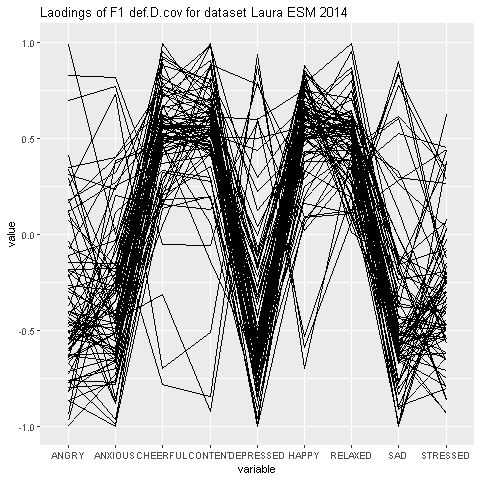 Laodings of F1 def.D.cov for dataset Laura ESM 2014
1.0
0.5
0.0
-0.5
-1.0
value
ANGRY ANXIOUS CHEERFUL CONTENT DEPRESSED HAPPY RELAXED SAD STRESSED
variable